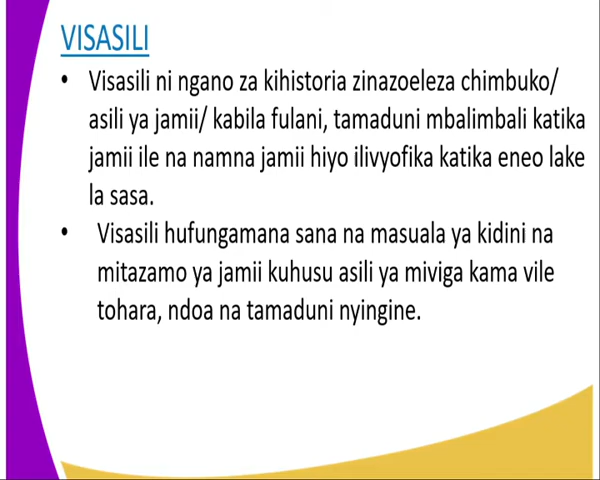 VISASILI
• Visasili ni ngano za kihistoria zinazoeleza chimbuko/
asili ya jamii/ kabila fulani, tamaduni mbalimbali katika
jamii ile na namna jamii hiyo ilivyofika katika eneo lake
la sasa.
• Visasili hufungamana sana na masuala ya kidini na
mitazamo ya jamii kuhusu asili ya miviga kama vile
tohara, ndoa na tamaduni nyingine.